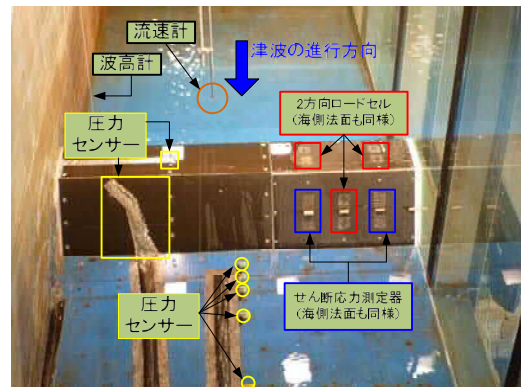 流速計
津波の進行方向
波高計
2方向ロードセル
(海側法面も同様)
圧力
センサー
圧力
センサー
せん断応力測定器
(海側法面も同様)